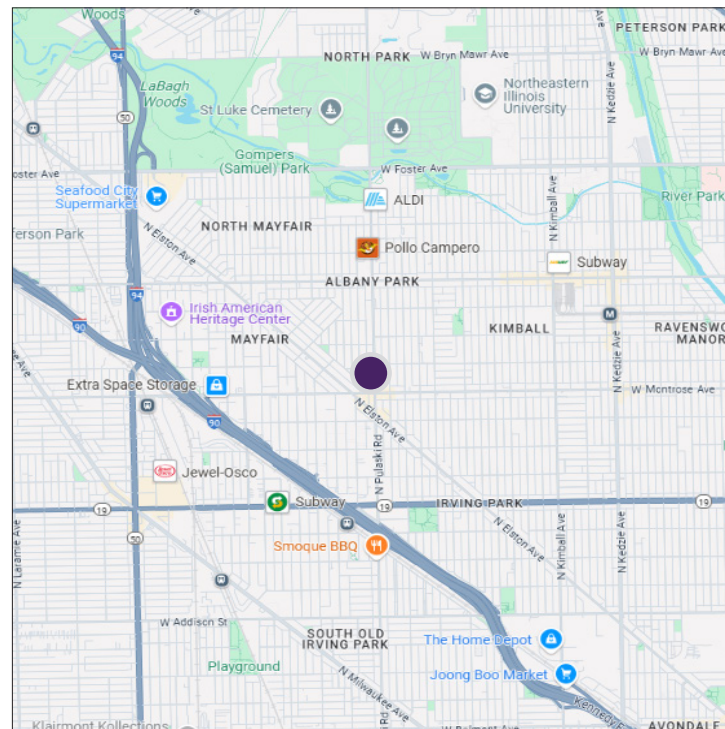 Woods
PETERSON PARK
94
NORTH PARK
W Bryn Mawr Ave
W Bryn Mawr Ave
LaBagh
Woods
Northeastern
Illinois
University
N Kedzie Ave
St Luke Cemetery
50
Gompers
(Samuel) Park
W Foster Ave
oster Ave
Seafood City
Supermarket
ALDI
River Park
N Kimball Ave
NORTH MAYFAIR
fferson Park
N Elston Ave
Pollo Campero
Subway
ALBANY PARK
94
90
Irish American
Heritage Center
M
KIMBALL
RAVENSWO
MANOR
MAYFAIR
N Kedzie Ave
Extra Space Storage
W Montrose Ave
N Elston Ave
90
N Pulaski Rd
Jewel-Osco
19
Subway
19
IRVING PARK
19
50
N Elston Ave
Smoque BBQ
N Laramie Ave
N Kimball Ave
N Kedzie Ave
W Addison St
SOUTH OLD
IRVING PARK
The Home Depot
Playground
N Milwaukee Ave
Joong Boo Market
Kennedy E
Klairmont Kollections
Rd
W Belmont Ave
AVONDALE